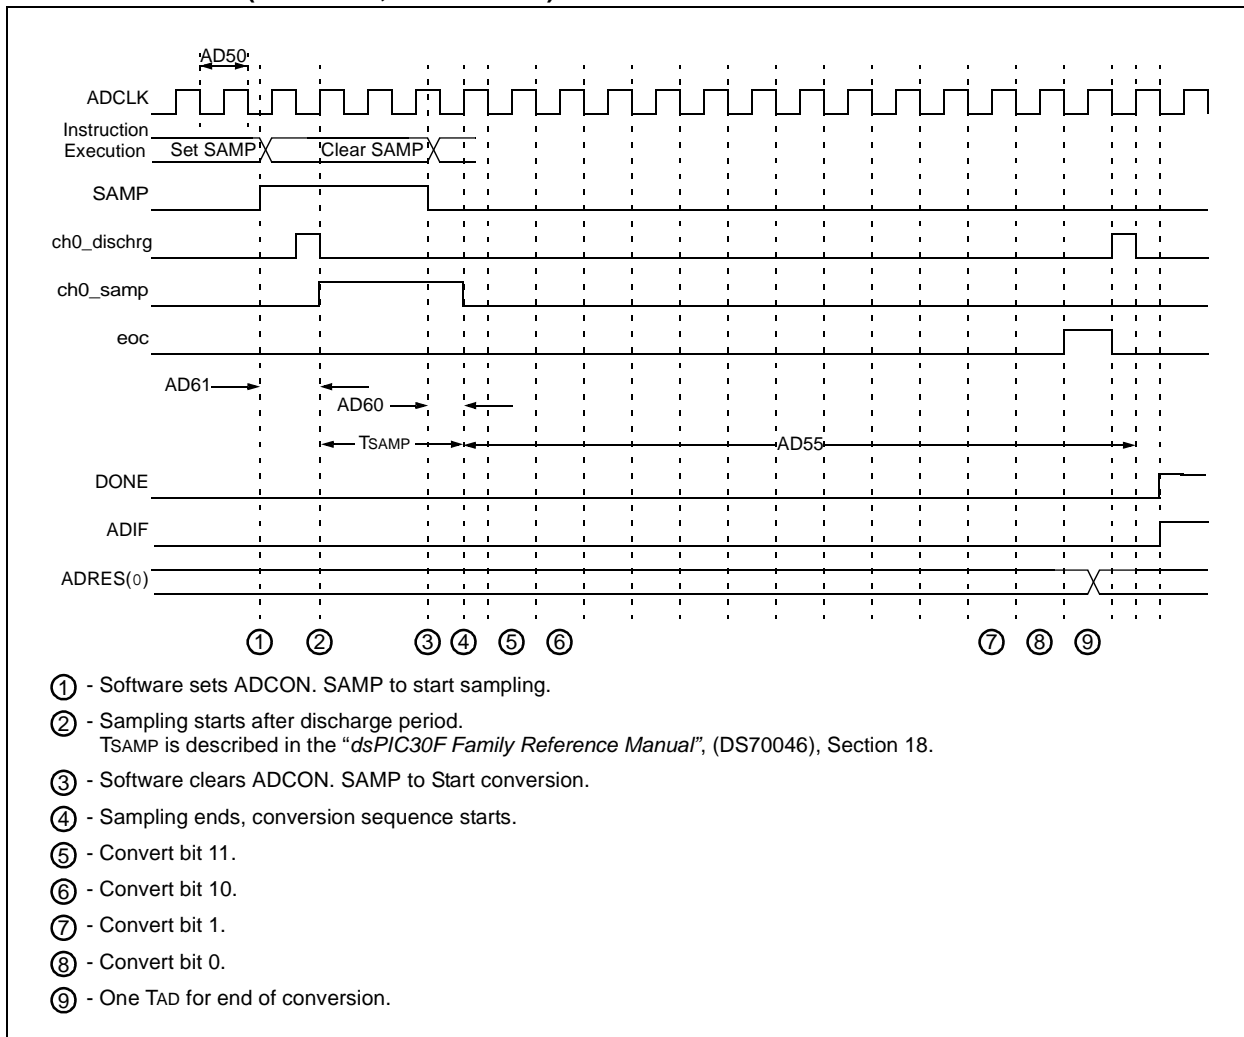 AD50
ADCLK
Instruction
Execution
Set SAMP
Clear SAMP
SAMP
ch0_dischrg
ch0_samp
eoc
AD61
AD60
TSAMP
AD55
DONE
ADIF
ADRES(0)
1 2 3 4 5 6 7 8 9
1 - Software sets ADCON. SAMP to start sampling.
2 - Sampling starts after discharge period.
TSAMP is described in the "dsPIC30F Family Reference Manual", (DS70046), Section 18.
3 - Software clears ADCON. SAMP to Start conversion.
4 - Sampling ends, conversion sequence starts.
5 - Convert bit 11.
6 - Convert bit 10.
7 - Convert bit 1.
8 - Convert bit 0.
9 - One TAD for end of conversion.